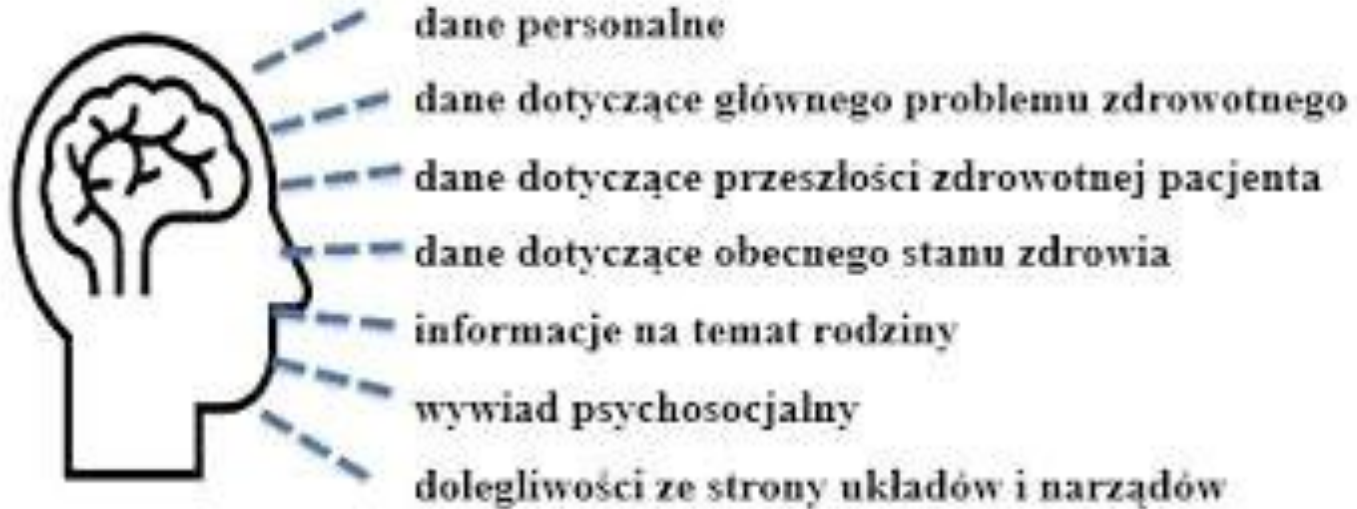 dane personalne
dane dotyczące głównego problemu zdrowotnego
dane dotyczące przeszłości zdrowotnej pacjenta
dane dotyczące obecnego stanu zdrowia
informacje na temat rodziny
wywiad psychosocjalny
dolegliwości ze strony układów i narządów